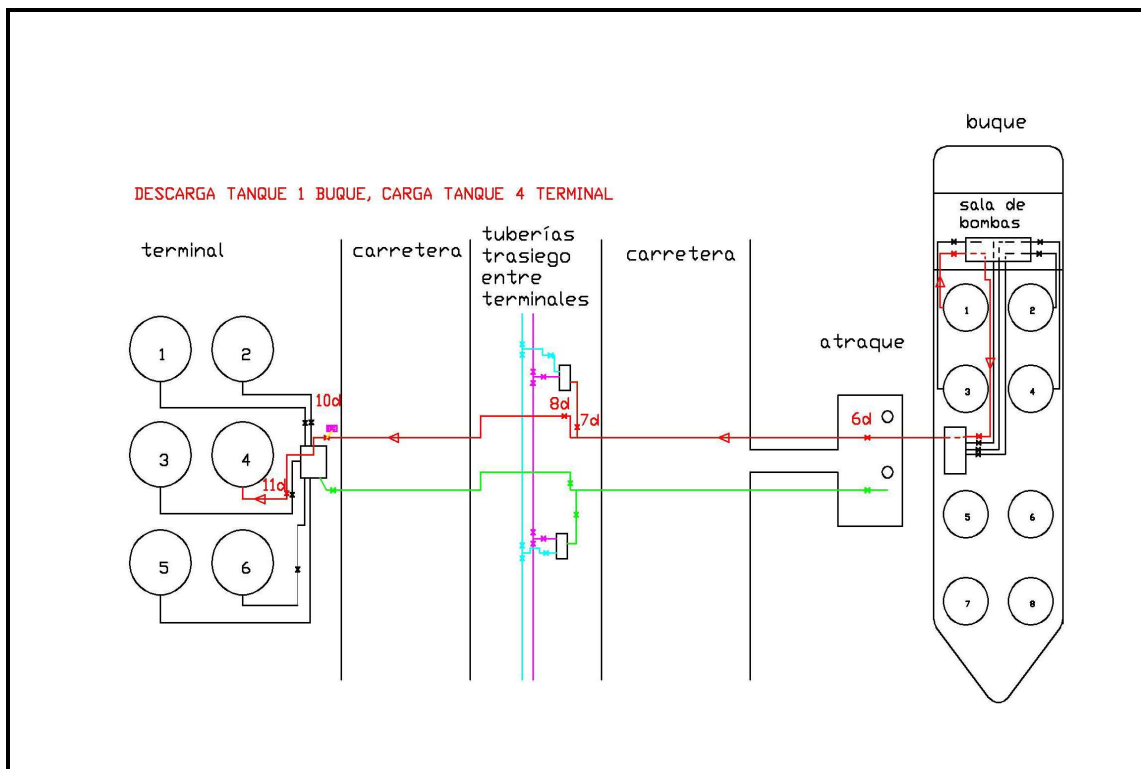 buque
DESCARGA TANQUE 1 BUQUE, CARGA TANQUE 4 TERMINAL
sala de
bombas
terminal
carretera
tuberías
trasiego
entre
terminales
carretera
atraque
1
2
3
4
5
6
10d
11d
8d
7d
6d
1
2
3
4
5
6
7
8